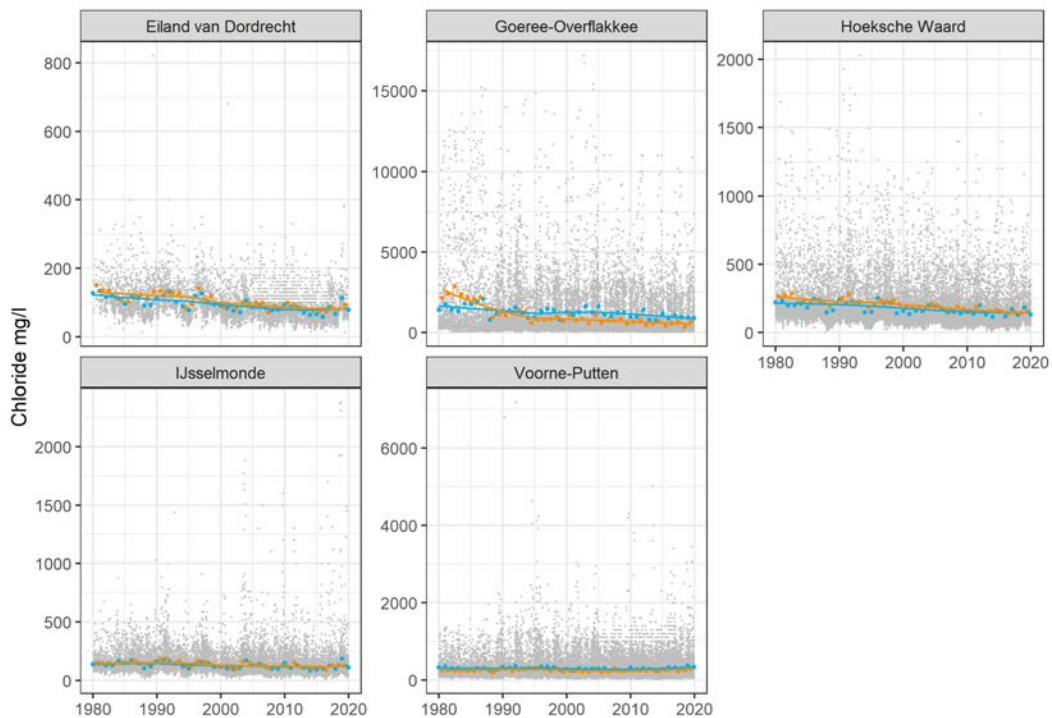 Eiland van Dordrecht
Goeree-Overflakkee
Hoeksche Waard
800
600
400
200
0
15000
10000
5000
0
2000
1500
1000
500
0
1980 1990 2000 2010 2020
IJsselmonde
Voorne-Putten
Chloride mg/l
2000
1500
1000
500
0
6000
4000
2000
0
1980 1990 2000 2010 2020
1980 1990 2000 2010 2020